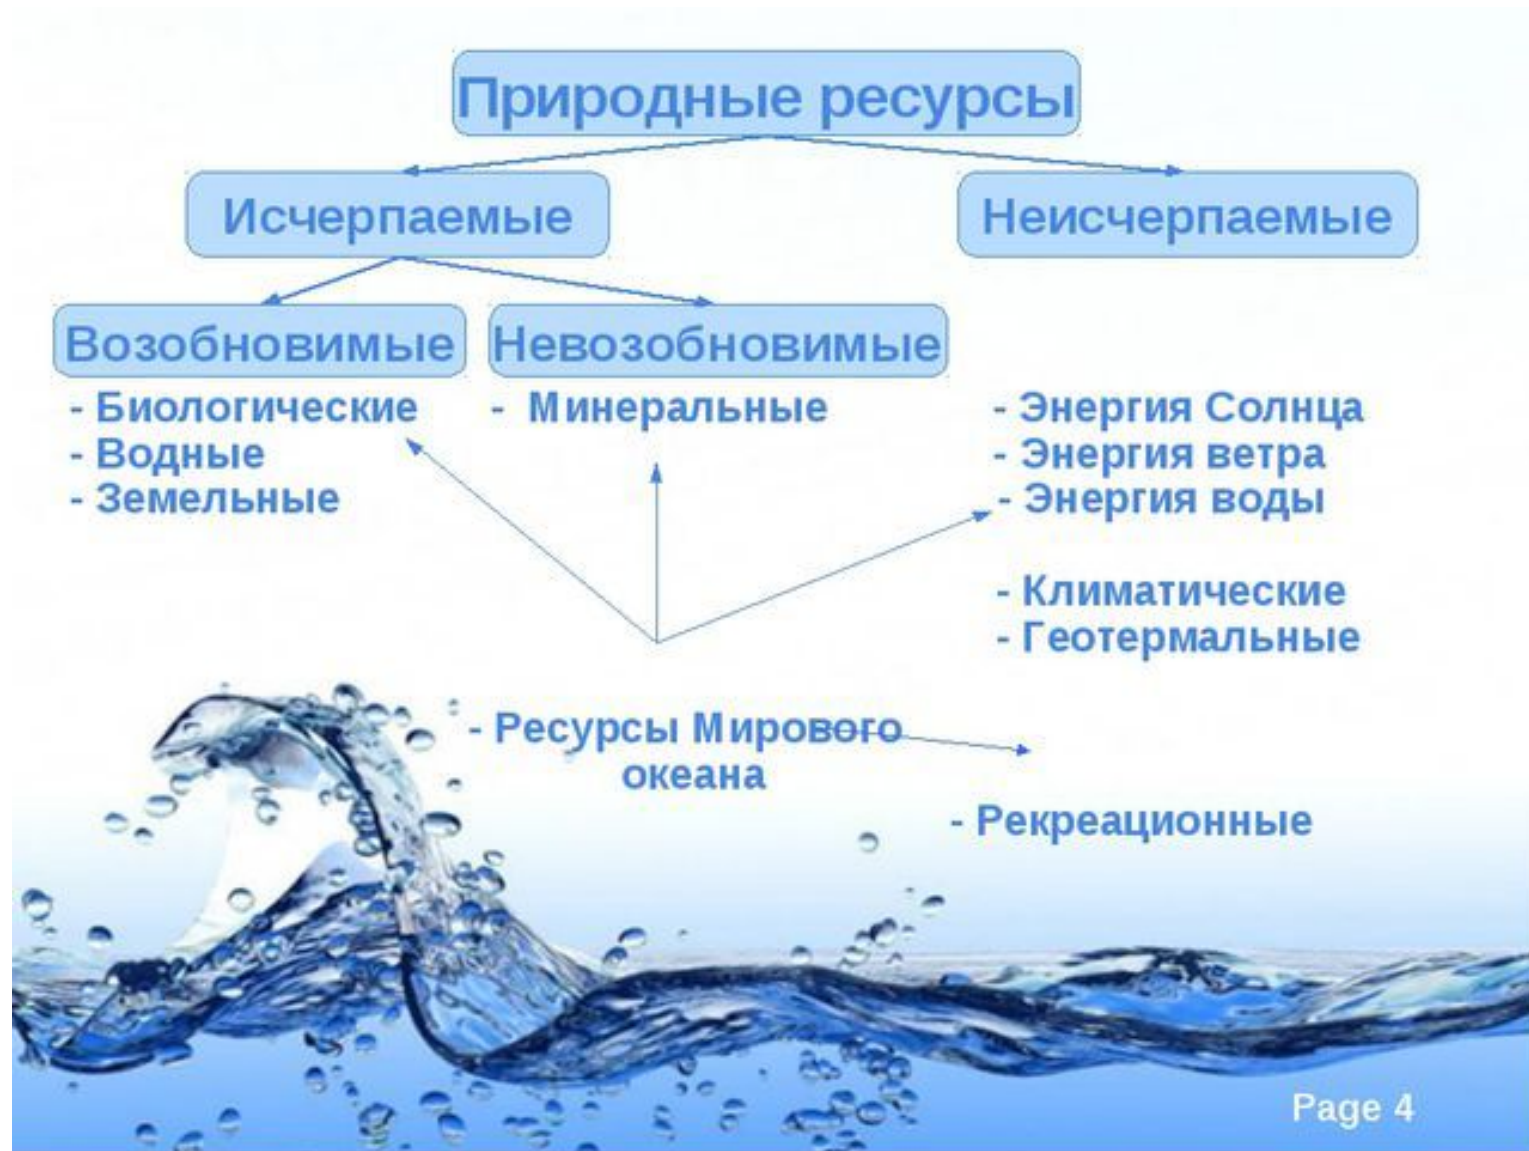 Природные ресурсы
Исчерпаемые
Неисчерпаемые
Возобновимые
Невозобновимые
- Биологические
- Водные
- Земельные
- Минеральные
- Энергия Солнца
- Энергия ветра
- Энергия воды
- Климатические
- Геотермальные
- Ресурсы Мирового
океана
- Рекреационные
Page 4